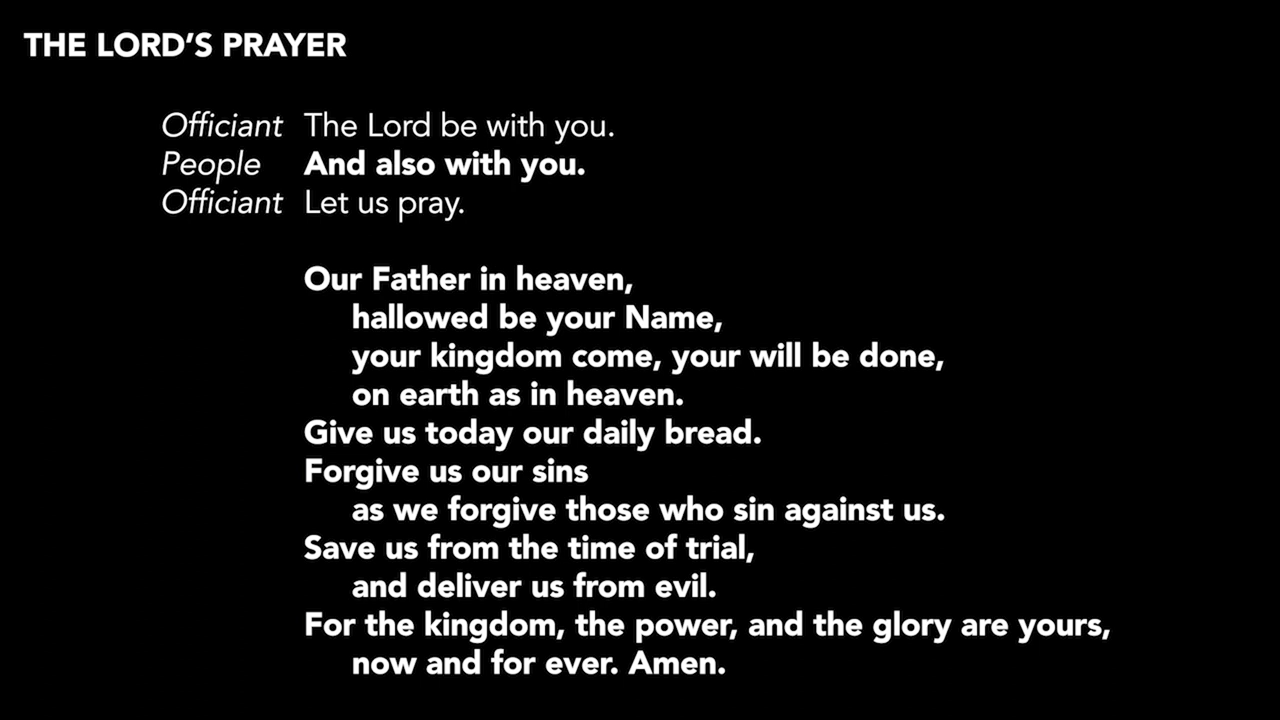 THE LORD’S PRAYER
Officiant The Lord be with you.
People And also with you.
Officiant Let us pray.
Our Father in heaven,
hallowed be your Name,
your kingdom come, your will be done,
on earth as in heaven.
Give us today our daily bread.
Forgive us our sins
as we forgive those who sin against us.
Save us from the time of trial,
and deliver us from evil.
For the kingdom, the power, and the glory are yours,
now and for ever. Amen.